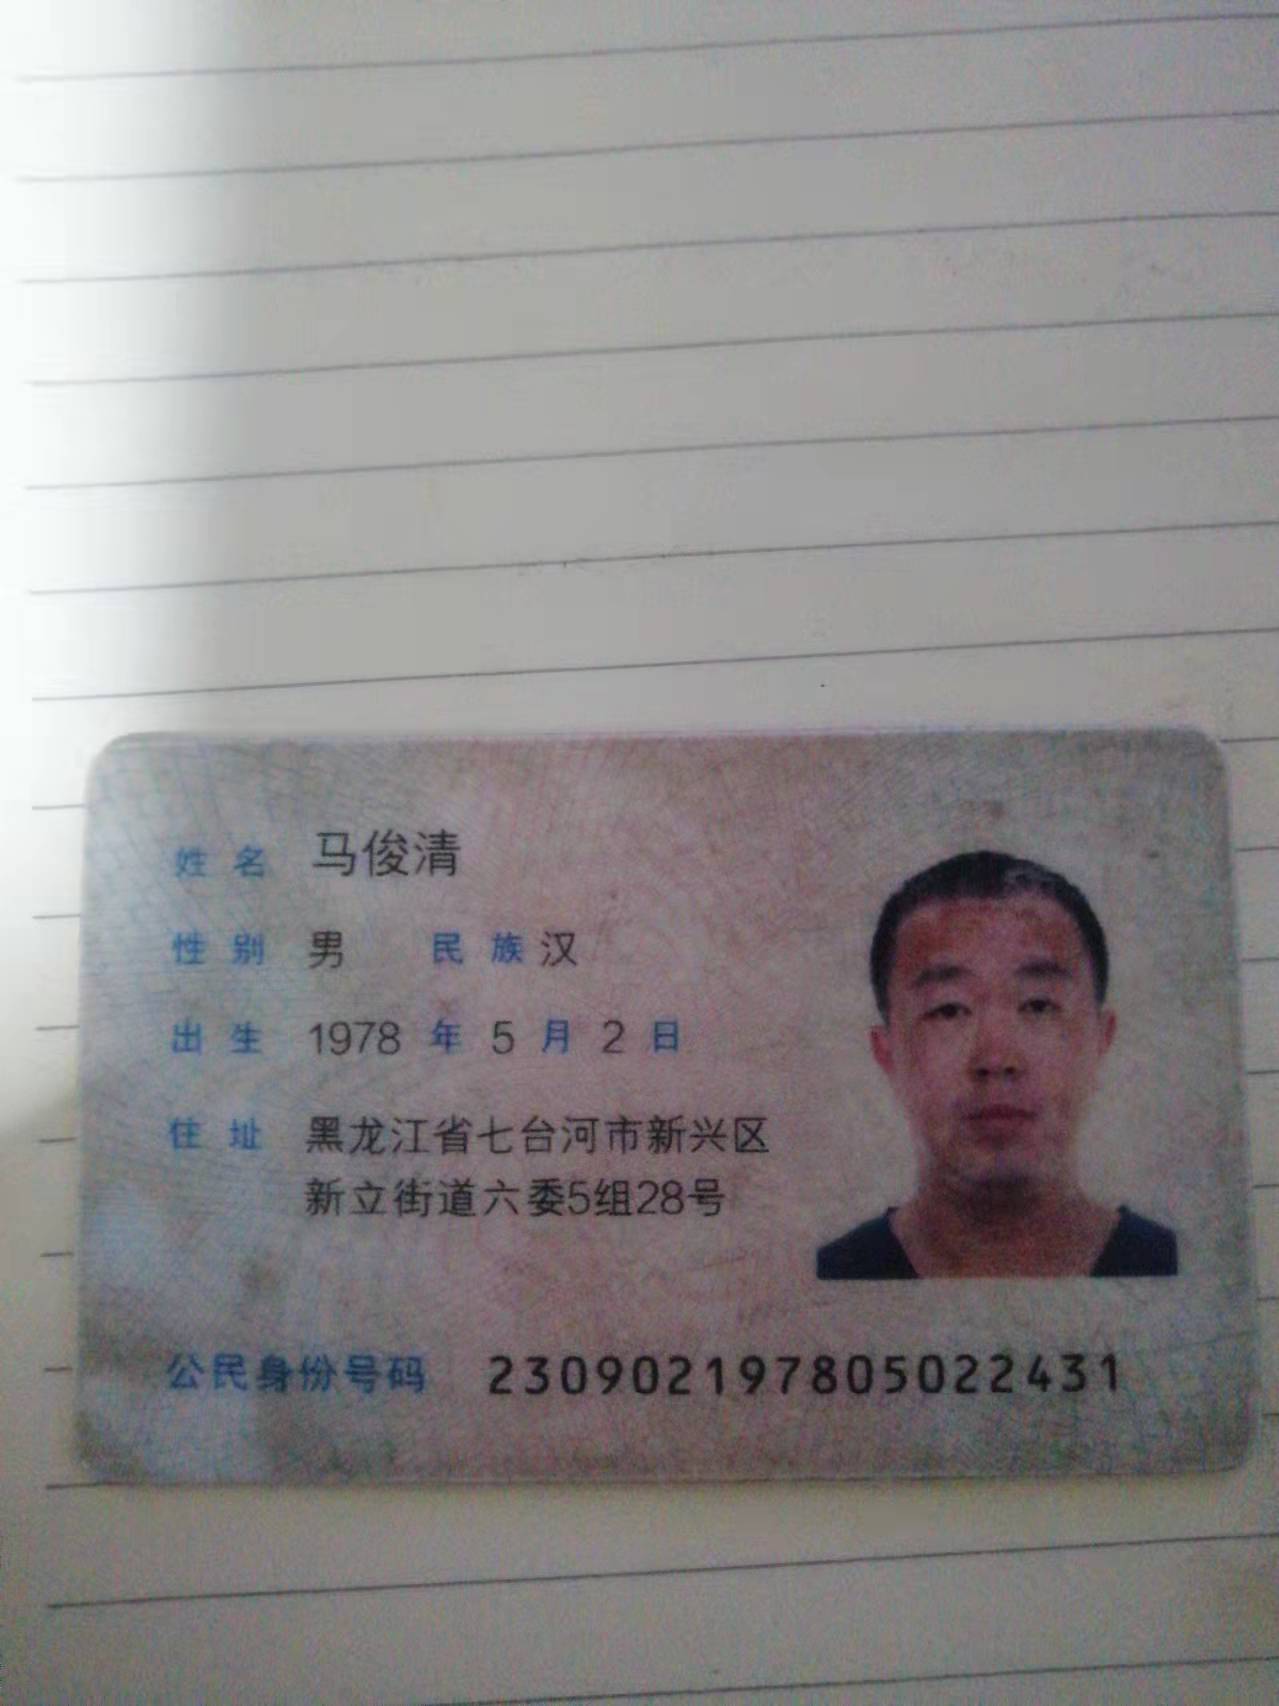 姓名 马俊清
性别 男 民族 汉
出生 1978 年 5 月 2 日
住址 黑龙江省七台河市新兴区
新立街道六委5组28号
公民身份号码 230902197805022431